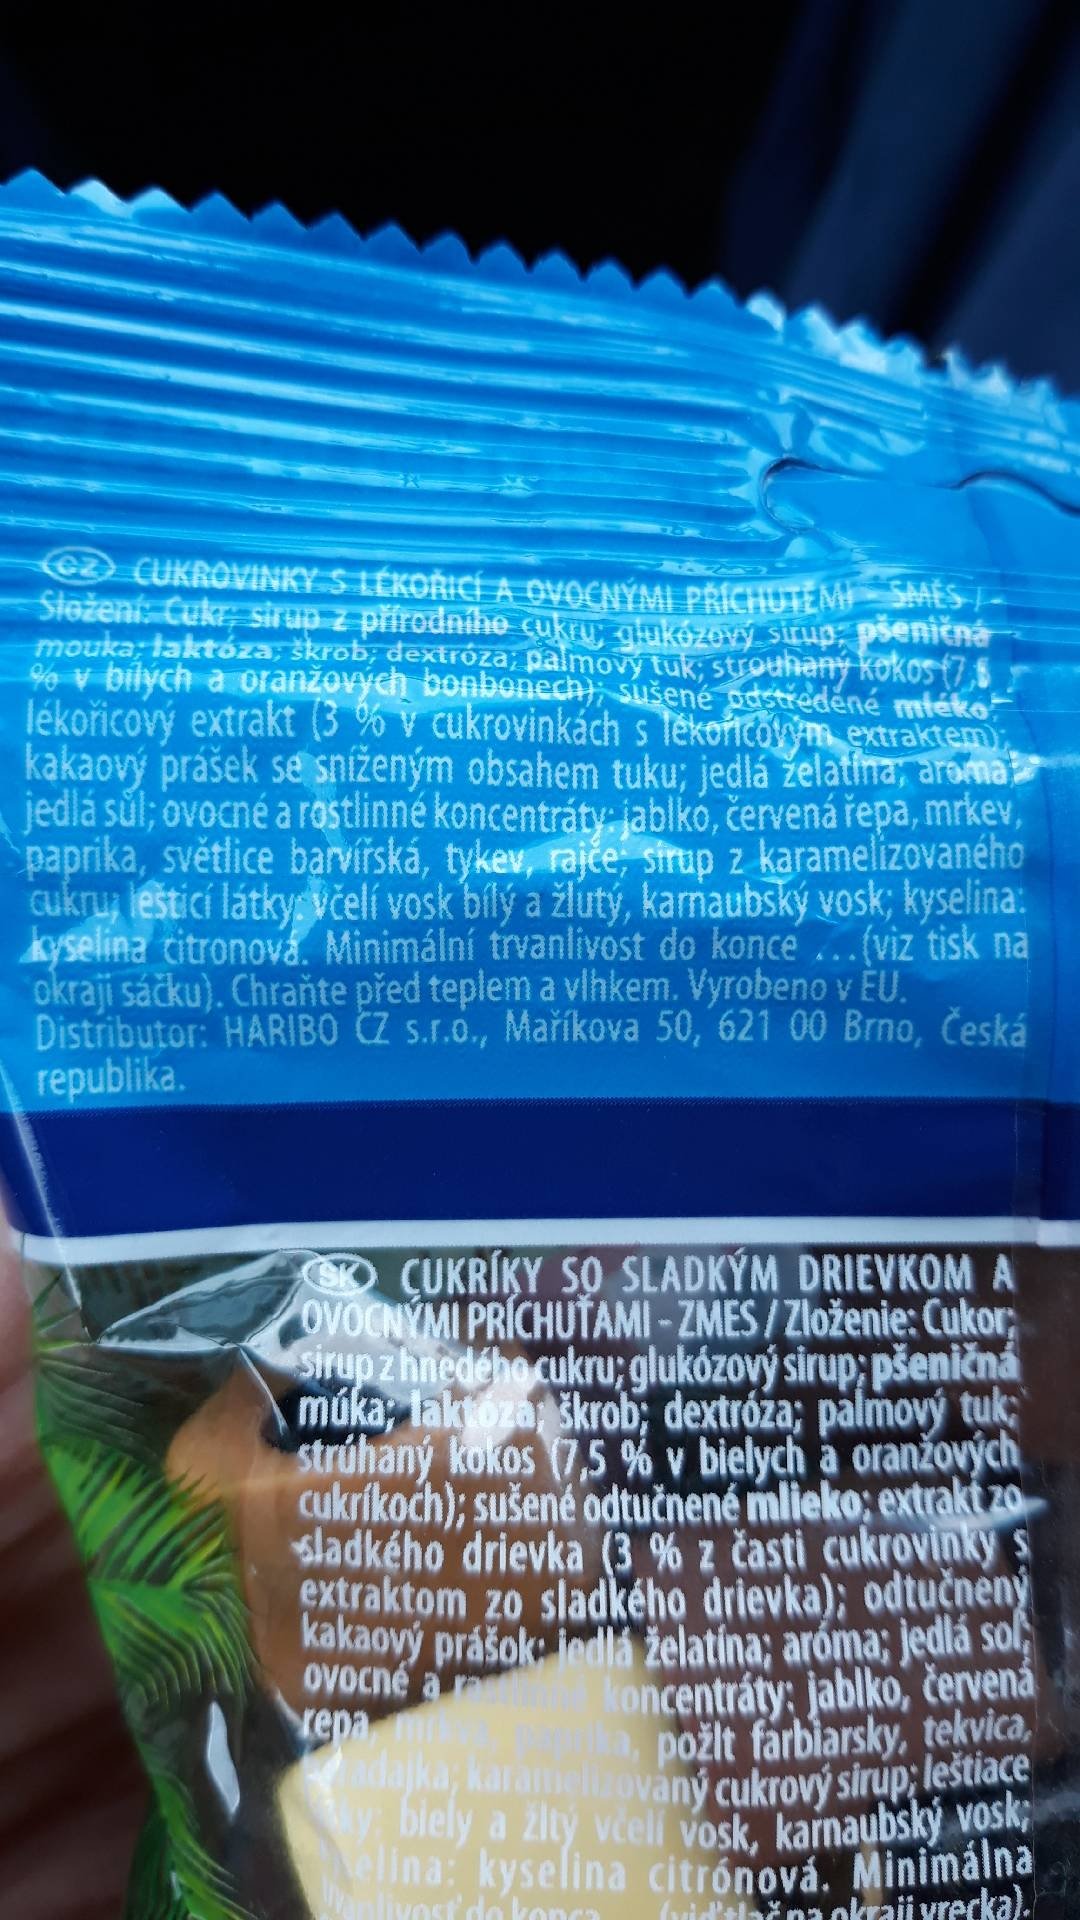 CZ CUKROVINKY S LÉKOŘICÍ A OVOCNÝMI PŘÍCHUTĚMI - SMĚS /
Složení: Cukr; sirup z přírodního cukru; glukózový sirup; pšeničná
mouka; laktóza; škrob; dextróza; palmový tuk; strouhaný kokos (7,5
% v bílých a oranžových bonbonech); sušené odstředěné mléko;
lékořicový extrakt (3 % v cukrovinkách s lékořicovým extraktem);
kakaový prášek se sníženým obsahem tuku; jedlá želatina; aroma;
jedlá sůl; ovocné a rostlinné koncentráty: jablko, červená řepa, mrkev,
paprika, světlice barvířská, tykev, rajče; sirup z karamelizovaného
cukru; leštící látky: včelí vosk bílý a žlutý, karnaubský vosk; kyselina:
kyselina citronová. Minimální trvanlivost do konce ...(viz tisk na
okraji sáčku). Chraňte před teplem a vlhkem. Vyrobeno v EU.
Distributor: HARIBO CZ s.r.o., Maříkova 50, 621 00 Brno, Česká
republika.
SK CUKRÍKY SO SLADKÝM DRIEVKOM A
OVOCNÝMI PRÍCHUŤAMI - ZMES / Zloženie: Cukor;
sirup z hnedého cukru; glukózový sirup; pšeničná
múka; laktóza; škrob; dextróza; palmový tuk;
strúhaný kokos (7,5 % v bielych a oranžových
cukríkoch); sušené odtučnené mlieko; extrakt zo
sladkého drievka (3 % z časti cukrovinky s
extraktom zo sladkého drievka); odtučnený
kakaový prášok; jedlá želatína; aróma; jedlá soľ;
ovocné a rastlinné koncentráty: jablko, červená
repa, mrkva, paprika, požlt farbiarsky, tekvica,
karamelizovaný cukrový sirup; leštiace
biely a žltý včelí vosk, karnaubský vosk;
kyselina citrónová. Minimálna
do konca (viď tlač na okraji vrecka).